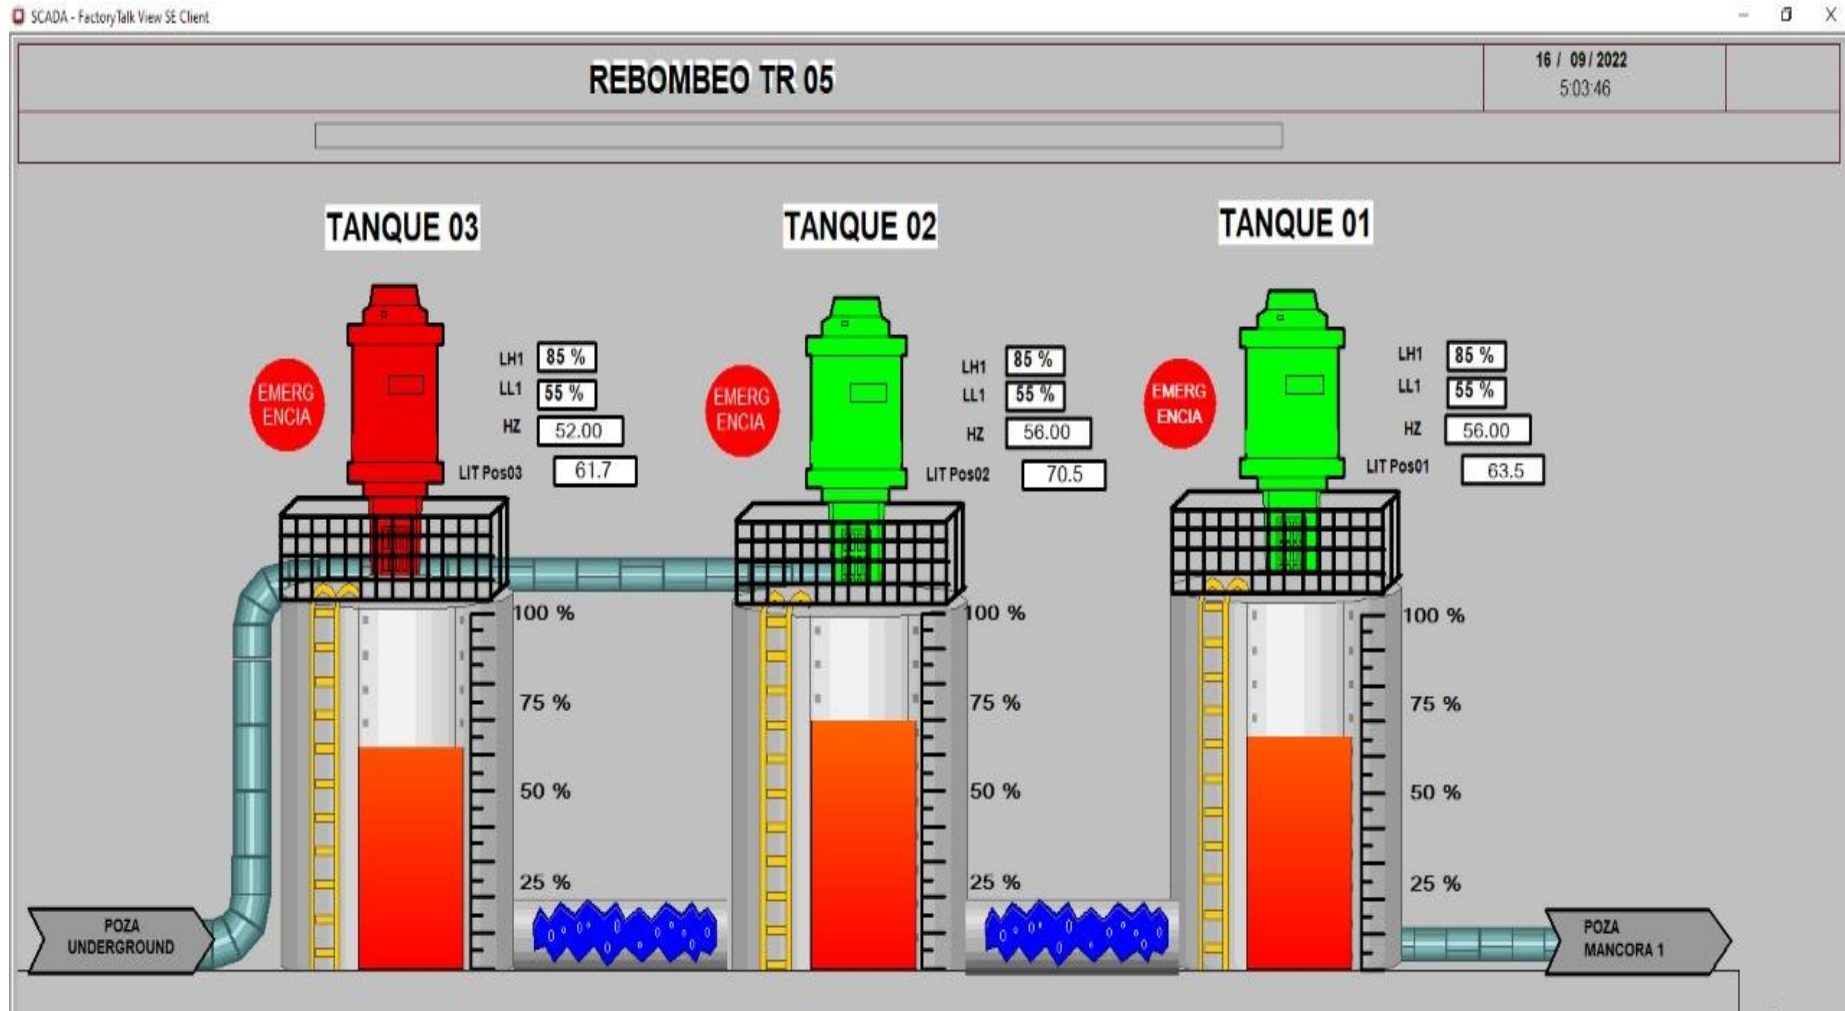 SCADA - FactoryTalk View SE Client
REBOMBEO TR 05
16 / 09 / 2022
5:03:46
TANQUE 03
TANQUE 02
TANQUE 01
EMERG
ENCIA
LH1 85 %
LL1 55 %
HZ 52.00
LIT Pos03 61.7
EMERG
ENCIA
LH1 85 %
LL1 55 %
HZ 56.00
LIT Pos02 70.5
EMERG
ENCIA
LH1 85 %
LL1 55 %
HZ 56.00
LIT Pos01 63.5
100 %
75 %
50 %
25 %
100 %
75 %
50 %
25 %
100 %
75 %
50 %
25 %
POZA
UNDERGROUND
POZA
MANCORA 1